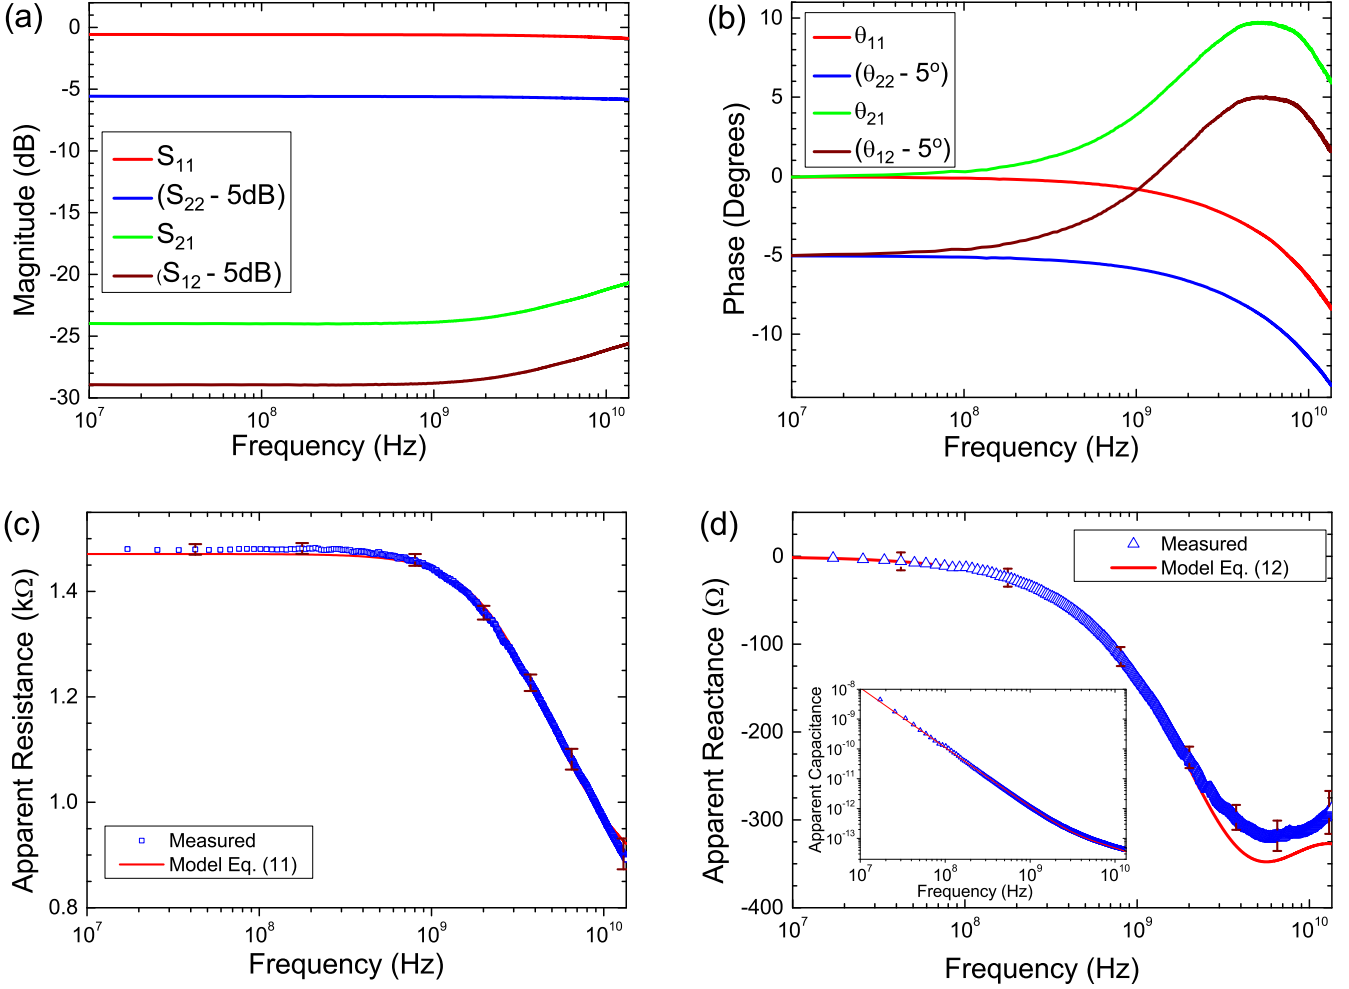 (a)
0
-5
-10
-15
-20
-25
-30
Magnitude (dB)
S11
(S22 - 5dB)
S21
(S12 - 5dB)
10^7
10^8
10^9
10^10
Frequency (Hz)
(b)
10
5
0
-5
-10
Phase (Degrees)
θ11
(θ22 - 5º)
θ21
(θ12 - 5º)
10^7
10^8
10^9
10^10
Frequency (Hz)
(c)
1.4
1.2
1.0
0.8
Apparent Resistance (kΩ)
Measured
Model Eq. (11)
10^7
10^8
10^9
10^10
Frequency (Hz)
(d)
0
-100
-200
-300
-400
Apparent Reactance (Ω)
Measured
Model Eq. (12)
10^-8
10^-9
10^-10
10^-11
10^-12
10^-13
Apparent Capacitance
10^7
10^8
10^9
10^10
Frequency (Hz)
10^7
10^8
10^9
10^10
Frequency (Hz)